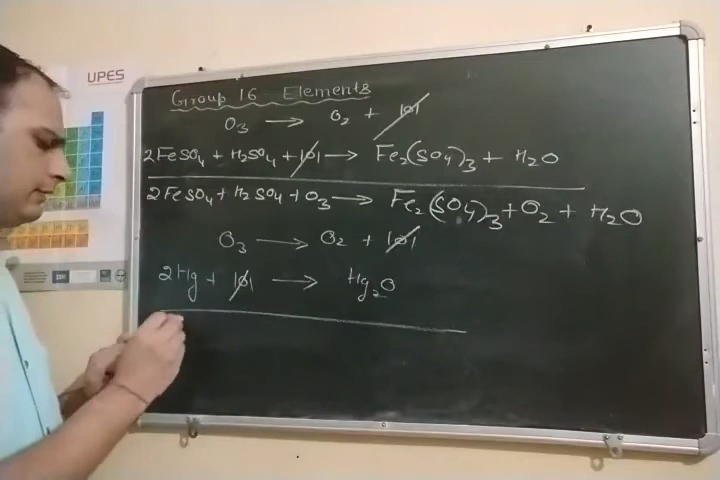 UPES
Group 16 Elements
O₃ → O₂ + |O|
2FeSO₄ + H₂SO₄ + |O| → Fe₂(SO₄)₃ + H₂O
2FeSO₄ + H₂SO₄ + O₃ → Fe₂(SO₄)₃ + O₂ + H₂O
O₃ → O₂ + |O|
2Hg + |O| → Hg₂O